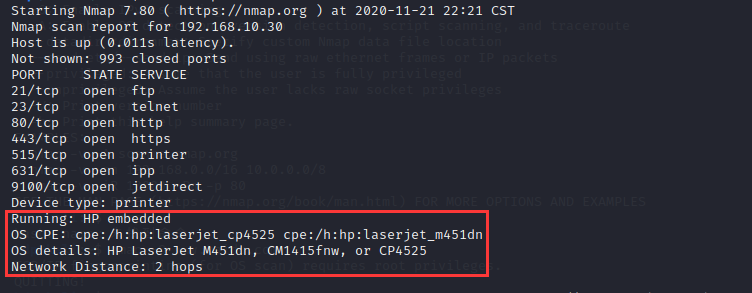 Starting Nmap 7.80 ( https://nmap.org ) at 2020-11-21 22:21 CST
Nmap scan report for 192.168.10.30
Host is up (0.011s latency).
Not shown: 993 closed ports
PORT     STATE SERVICE
21/tcp   open  ftp
23/tcp   open  telnet
80/tcp   open  http
443/tcp  open  https
515/tcp  open  printer
631/tcp  open  ipp
9100/tcp open  jetdirect
Device type: printer
Running: HP embedded
OS CPE: cpe:/h:hp:laserjet_cp4525 cpe:/h:hp:laserjet_m451dn
OS details: HP LaserJet M451dn, CM1415fnw, or CP4525
Network Distance: 2 hops